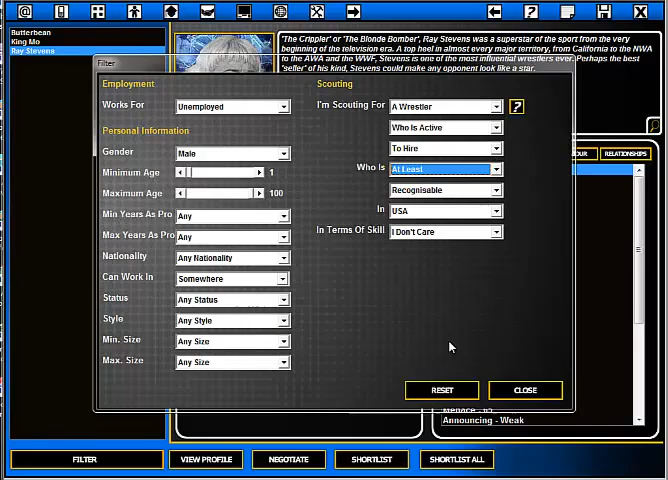 Butterbean
King Mo
Ray Stevens
'The Crippler' or 'The Blonde Bomber', Ray Stevens was a superstar of the sport from the very
beginning of the television era. A top heel in almost every major territory, from California to the NWA
to the AWA and the WWF, Stevens is one of the most influential wrestlers ever. Perhaps the best
'seller' of his kind, Stevens could make any opponent look like a star.
Filter
Employment
Works For Unemployed
Personal Information
Gender Male
Minimum Age 1
Maximum Age 100
Min Years As Pro Any
Max Years As Pro Any
Nationality Any Nationality
Can Work In Somewhere
Status Any Status
Style Any Style
Min. Size Any Size
Max. Size Any Size
Scouting
I'm Scouting For A Wrestler ?
Who Is Active
To Hire
Who Is At Least
Recognisable
In USA
In Terms Of Skill I Don't Care
RESET CLOSE
RELATIONSHIPS
Announcing - Weak
FILTER VIEW PROFILE NEGOTIATE SHORTLIST SHORTLIST ALL